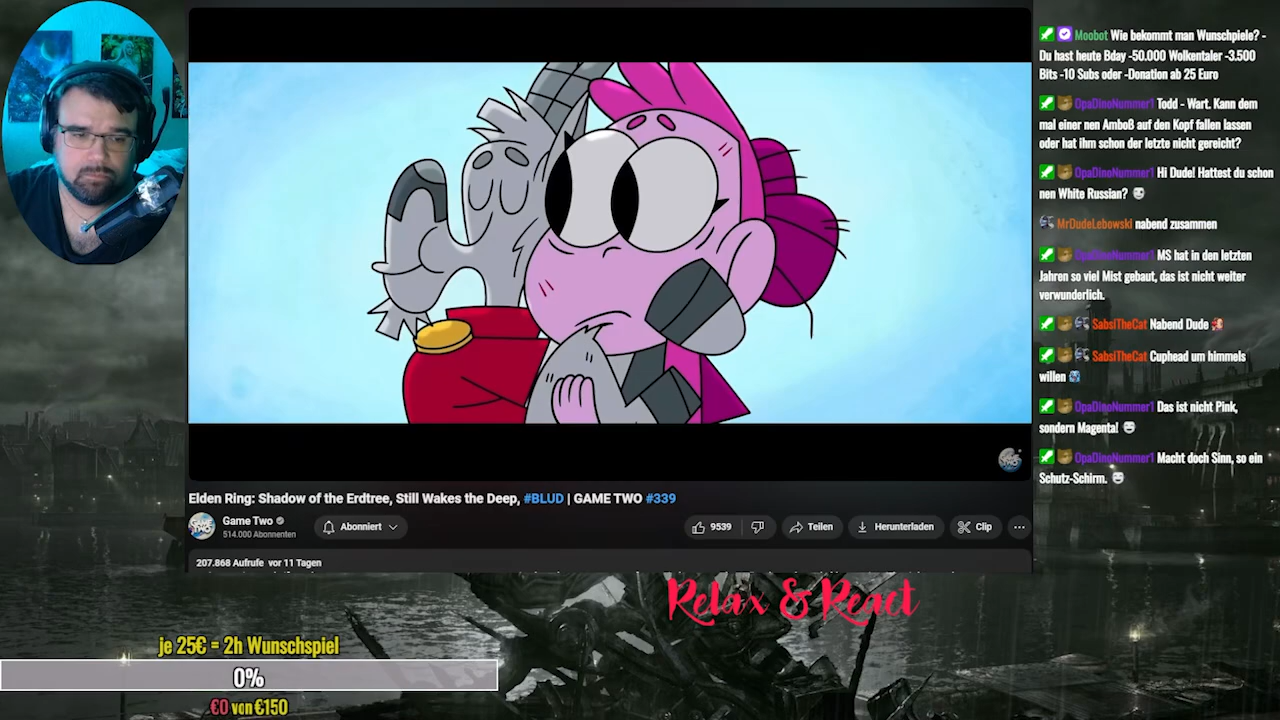 Moobot Wie bekommt man Wunschpiele? -
Du hast heute Bday -50.000 Wolkentaler -3.500
Bits -10 Subs oder -Donation ab 25 Euro
OpaDinoNummer1 Todd - Wart. Kann dem
mal einer nen Amboß auf den Kopf fallen lassen
oder hat ihm schon der letzte nicht gereicht?
OpaDinoNummer1 Hi Dude! Hattest du schon
nen White Russian?
MrDudeLebowski nabend zusammen
OpaDinoNummer1 MS hat in den letzten
Jahren so viel Mist gebaut, das ist nicht weiter
verwunderlich.
SabsiTheCat Nabend Dude
SabsiTheCat Cuphead um himmels
willen
OpaDinoNummer1 Das ist nicht Pink,
sondern Magenta!
OpaDinoNummer1 Macht doch Sinn, so ein
Schutz-Schirm.
GAME TWO
Elden Ring: Shadow of the Erdtree, Still Wakes the Deep, #BLUD | GAME TWO #339
GAME TWO
Game Two
514.000 Abonnenten
Abonniert
9539
Teilen
Herunterladen
Clip
207.868 Aufrufe vor 11 Tagen
Relax & React
je 25€ = 2h Wunschspiel
0%
€0 von €150